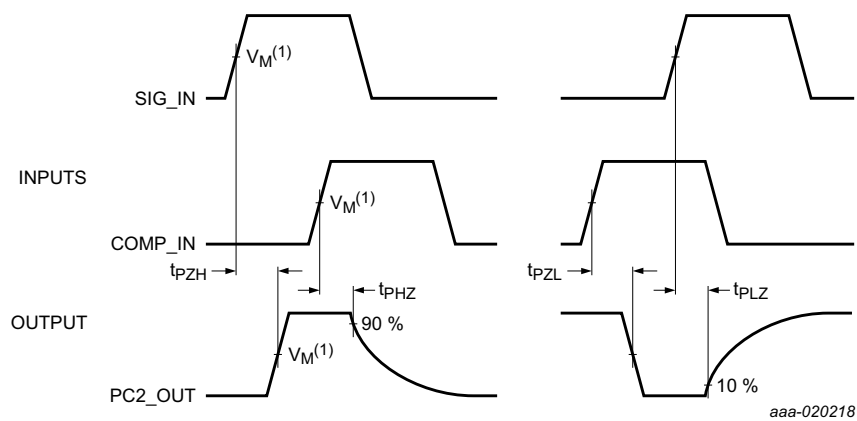 V_M(1)
SIG_IN
INPUTS
V_M(1)
COMP_IN
t_PZH
t_PHZ
t_PZL
t_PLZ
OUTPUT
90 %
V_M(1)
10 %
PC2_OUT
aaa-020218